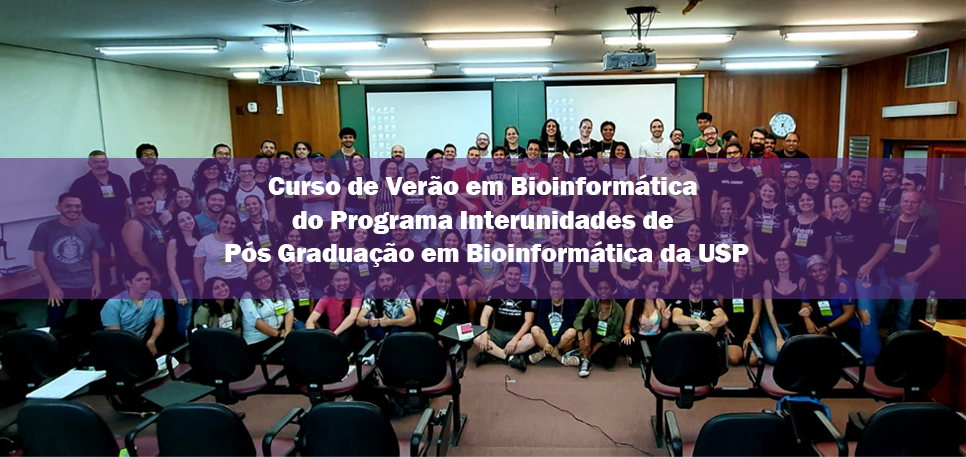 Curso de Verão em Bioinformática
do Programa Interunidades de
Pós Graduação em Bioinformática da USP